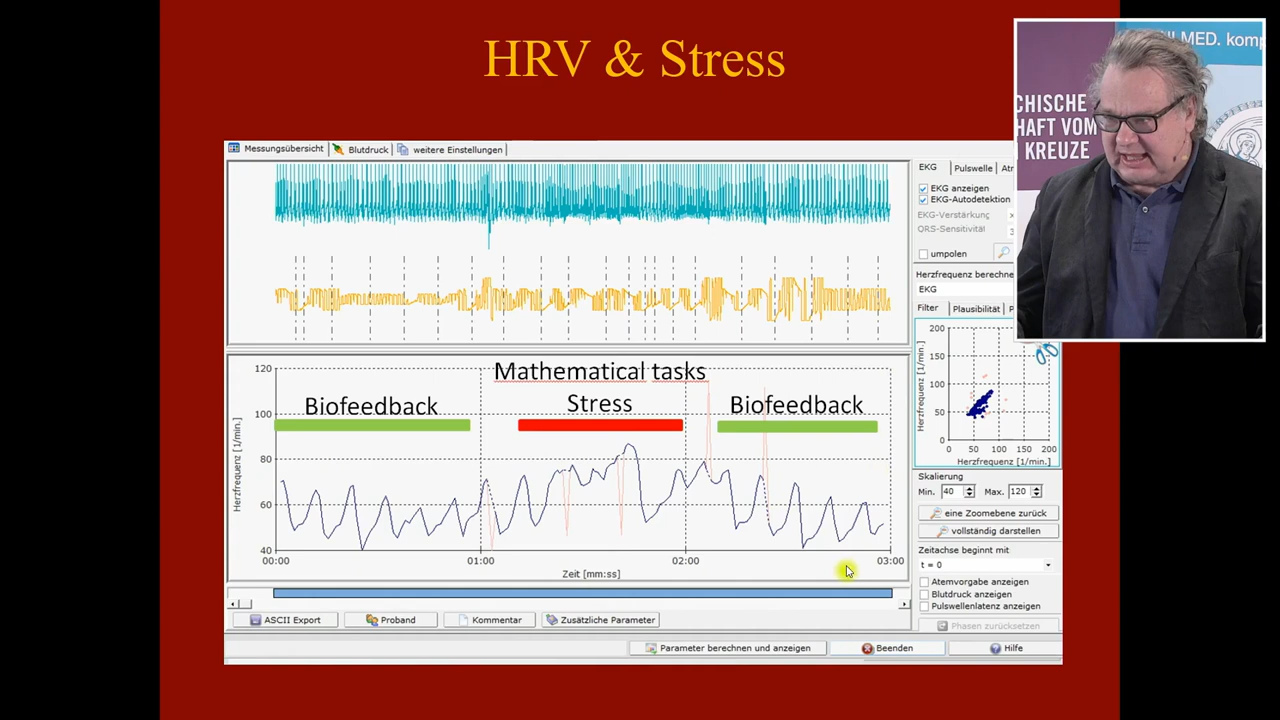 HRV & Stress
UNI MED. komp
CHISCHE
HAFT VOM
KREUZE
Messungsübersicht
Blutdruck
weitere Einstellungen
EKG
Pulswelle
EKG anzeigen
EKG-Autodetektion
EKG-Verstärkung
QRS-Sensitivität
umpolen
Herzfrequenz berechne
EKG
Filter
Plausibilität
200
150
100
50
0
Herzfrequenz [1/min.]
0 50 100 150 200
Herzfrequenz [1/min.]
Mathematical tasks
Biofeedback
Stress
Biofeedback
120
100
80
60
40
Herzfrequenz [1/min.]
00:00 01:00 02:00 03:00
Zeit [mm:ss]
Skalierung
Min. 40 Max. 120
eine Zoomebene zurück
vollständig darstellen
Zeitachse beginnt mit
t = 0
Atemvorgabe anzeigen
Blutdruck anzeigen
Pulswellenlatenz anzeigen
Phasen zurücksetzen
ASCII Export
Proband
Kommentar
Zusätzliche Parameter
Parameter berechnen und anzeigen
Beenden
Hilfe